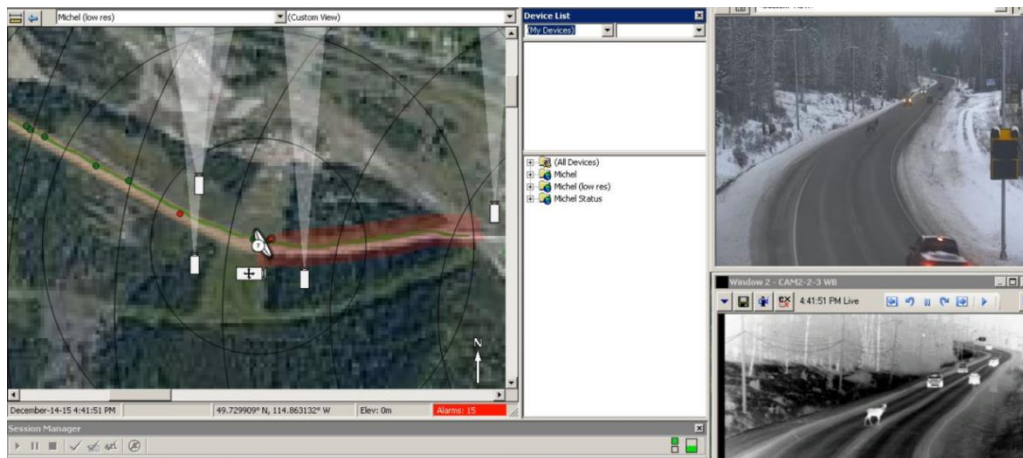 Michel (low res)
(Custom View)
N
December-14-15 4:41:51 PM
49.729909° N, 114.863132° W
Elev: 0m
Alarms: 15
Session Manager
Device List
(My Devices)
(All Devices)
Michel
Michel (low res)
Michel Status
Window 2 - CAM2-2-3 WB
4:41:51 PM Live